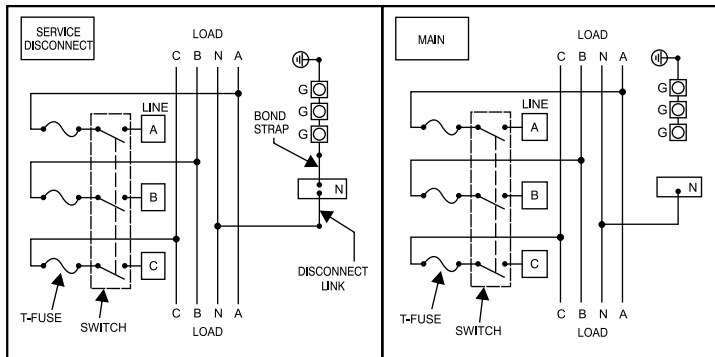 SERVICE
DISCONNECT
LOAD
C B N A
LINE
A
G
G
G
BOND
STRAP
B
N
C
DISCONNECT
LINK
T-FUSE
SWITCH
C B N A
LOAD
MAIN
LOAD
C B N A
LINE
A
G
G
G
B
N
C
T-FUSE
SWITCH
C B N A
LOAD